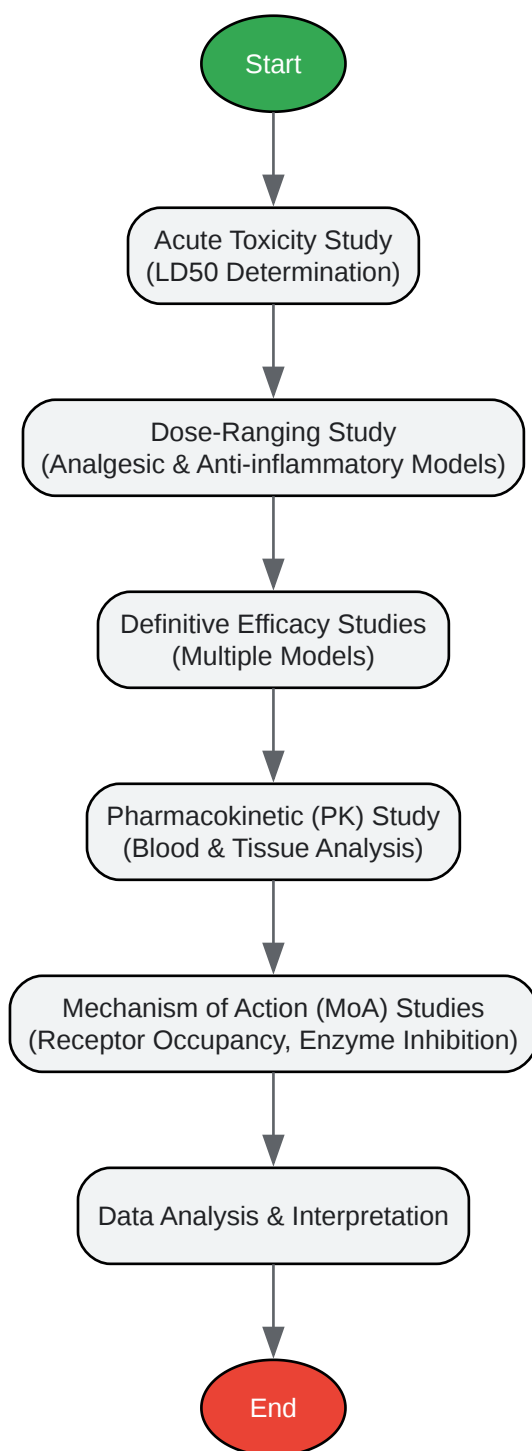 Start
Acute Toxicity Study
(LD50 Determination)
Dose-Ranging Study
(Analgesic & Anti-inflammatory Models)
Definitive Efficacy Studies
(Multiple Models)
Pharmacokinetic (PK) Study
(Blood & Tissue Analysis)
Mechanism of Action (MoA) Studies
(Receptor Occupancy, Enzyme Inhibition)
Data Analysis & Interpretation
End